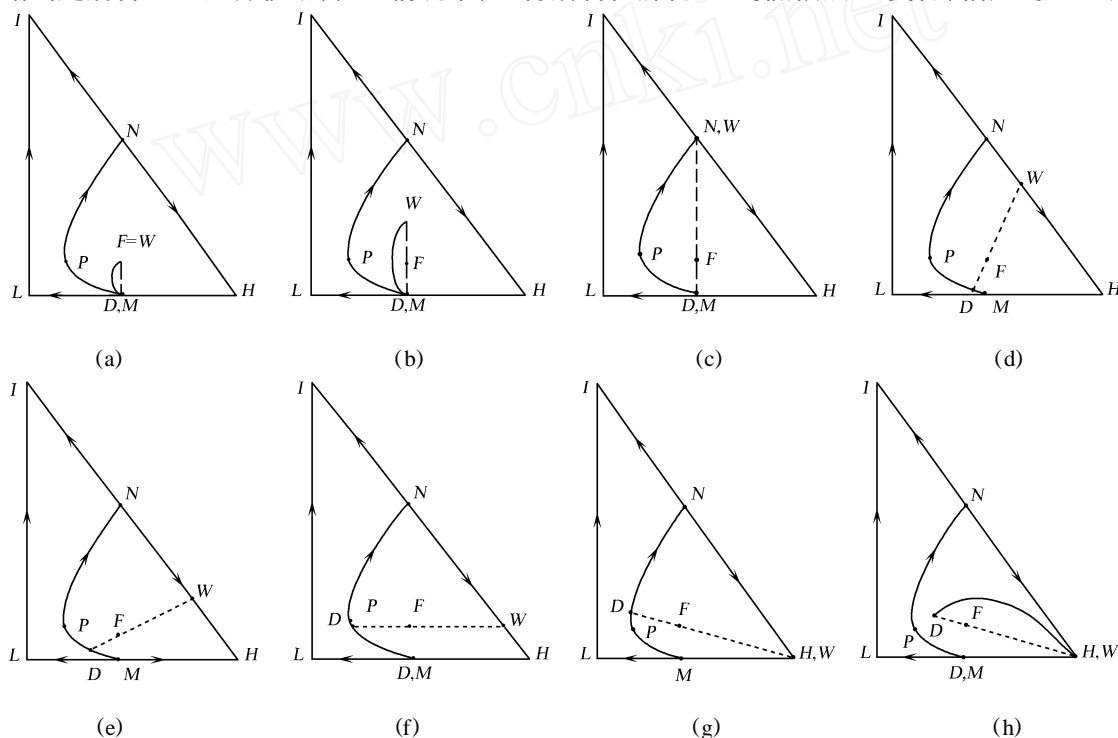 www.cnki.net
I I I I
N N N,W N
W
F=W W
P P F P F P F
L D,M H D,M H D,M H L D M H
(a) (b) (c) (d)
I I I I
N N N N
P F W D P F W D F P D F
P
L D M H D,M H M H,W L D,M H,W
(e) (f) (g) (h)